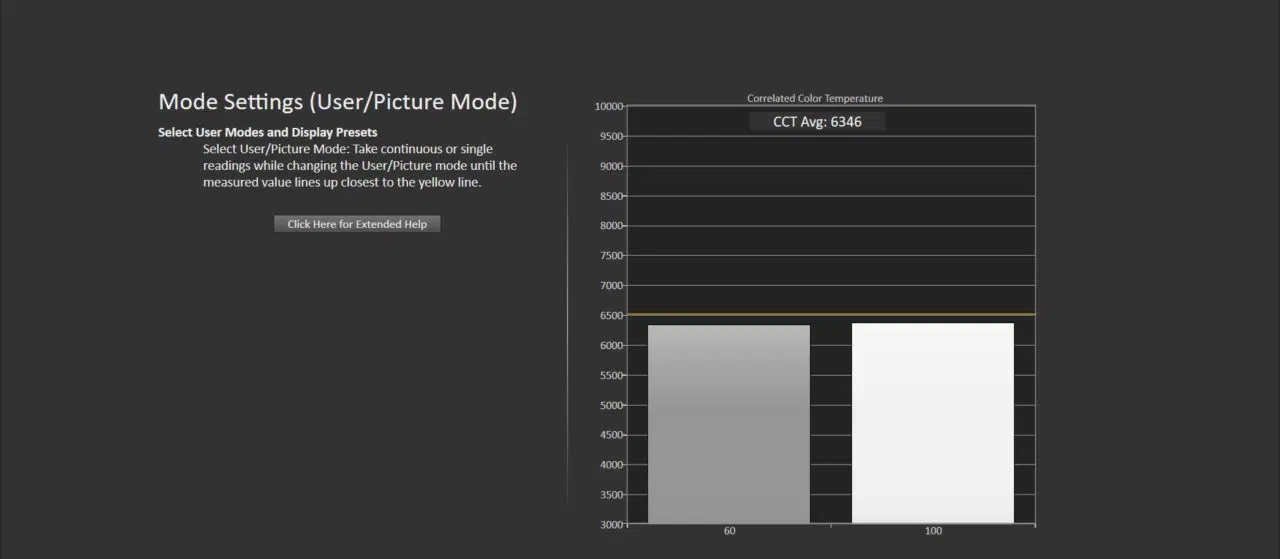 Mode Settings (User/Picture Mode)
Select User Modes and Display Presets
Select User/Picture Mode: Take continuous or single
readings while changing the User/Picture mode until the
measured value lines up closest to the yellow line.
Click Here for Extended Help
Correlated Color Temperature
CCT Avg: 6346
10000
9500
9000
8500
8000
7500
7000
6500
6000
5500
5000
4500
4000
3500
3000
60
100